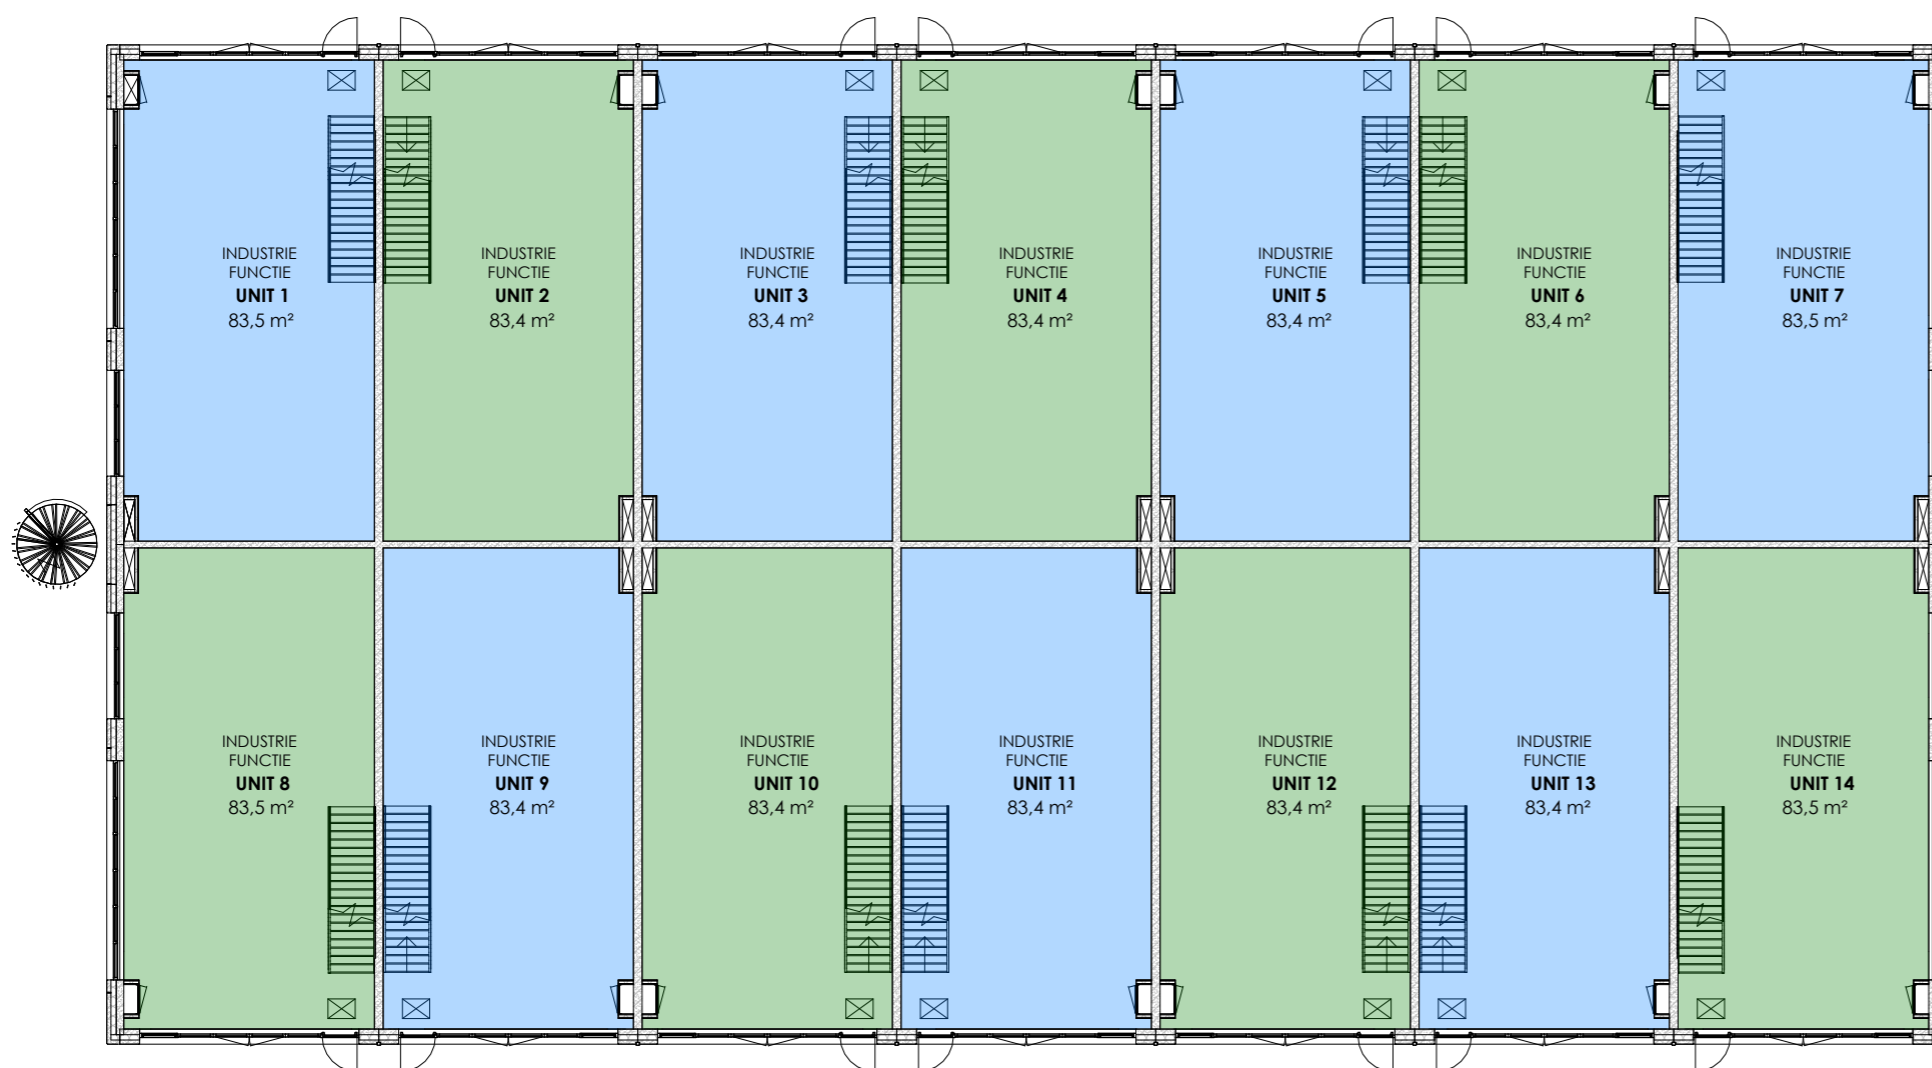 INDUSTRIE
FUNCTIE
UNIT 1
83,5 m²
INDUSTRIE
FUNCTIE
UNIT 2
83,4 m²
INDUSTRIE
FUNCTIE
UNIT 3
83,4 m²
INDUSTRIE
FUNCTIE
UNIT 4
83,4 m²
INDUSTRIE
FUNCTIE
UNIT 5
83,4 m²
INDUSTRIE
FUNCTIE
UNIT 6
83,4 m²
INDUSTRIE
FUNCTIE
UNIT 7
83,5 m²
INDUSTRIE
FUNCTIE
UNIT 8
83,5 m²
INDUSTRIE
FUNCTIE
UNIT 9
83,4 m²
INDUSTRIE
FUNCTIE
UNIT 10
83,4 m²
INDUSTRIE
FUNCTIE
UNIT 11
83,4 m²
INDUSTRIE
FUNCTIE
UNIT 12
83,4 m²
INDUSTRIE
FUNCTIE
UNIT 13
83,4 m²
INDUSTRIE
FUNCTIE
UNIT 14
83,5 m²